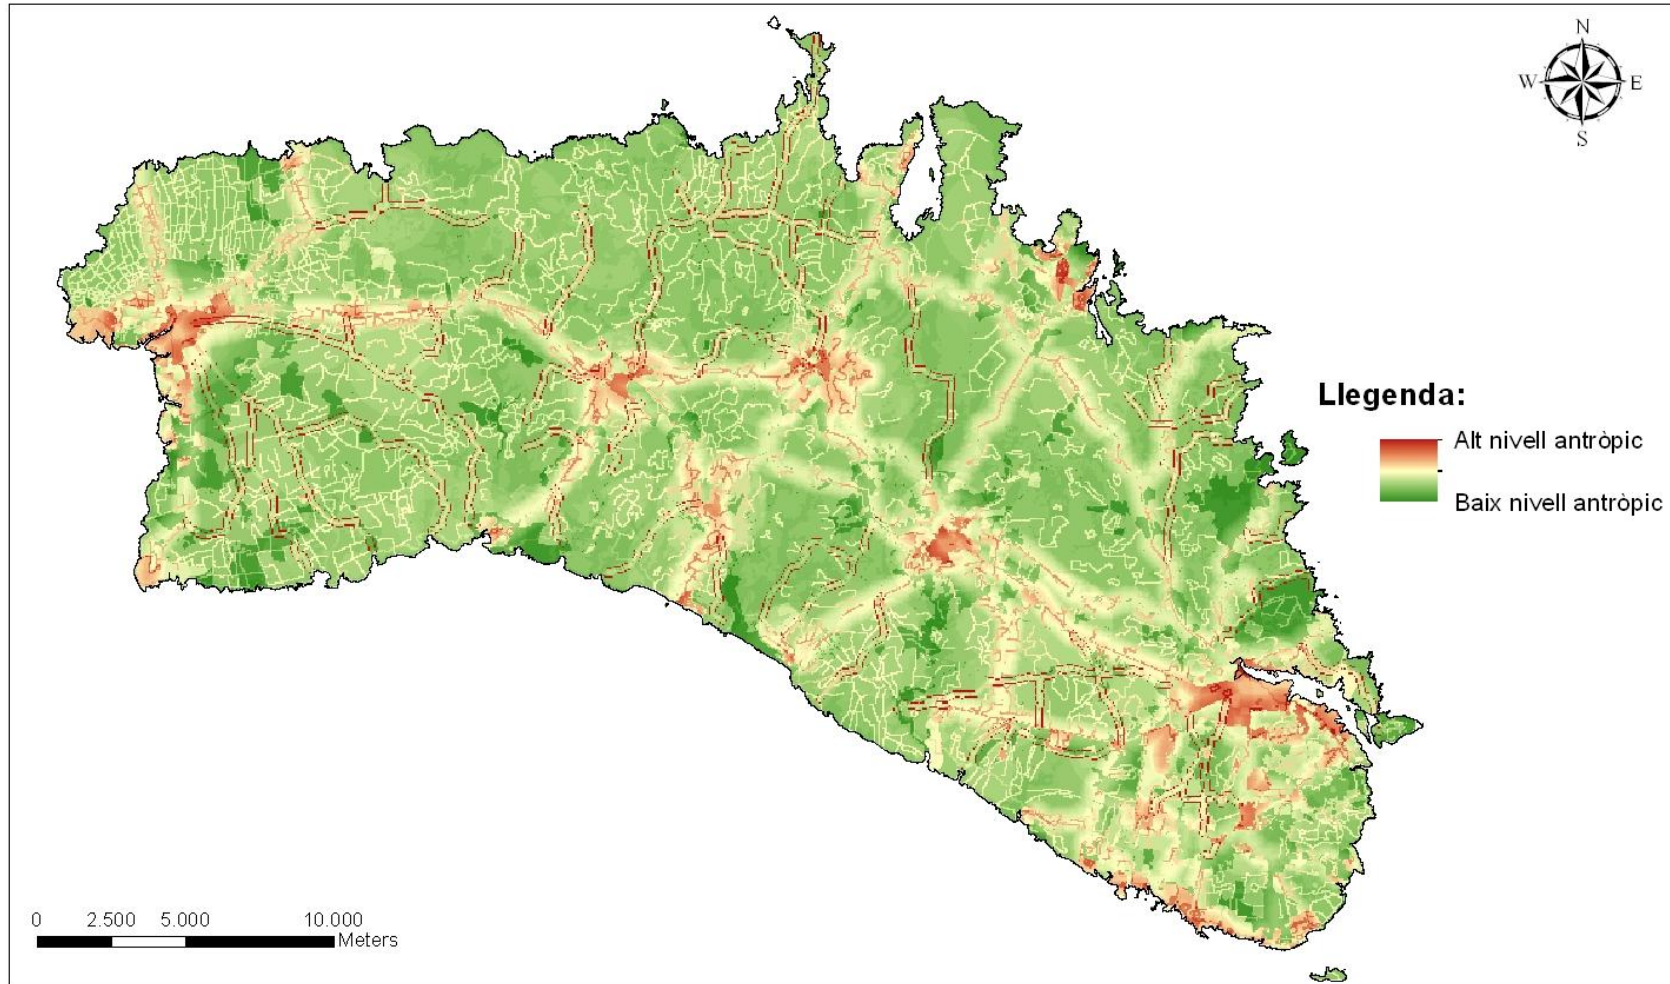 N
W E
S
Llegenda:
Alt nivell antròpic
Baix nivell antròpic
0 2.500 5.000 10.000
Meters